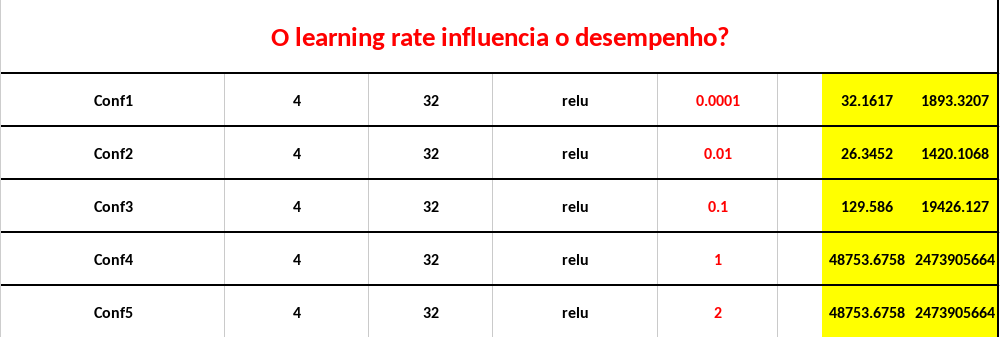 O learning rate influencia o desempenho?
Conf1 4 32 relu 0.0001 32.1617 1893.3207
Conf2 4 32 relu 0.01 26.3452 1420.1068
Conf3 4 32 relu 0.1 129.586 19426.127
Conf4 4 32 relu 1 48753.6758 2473905664
Conf5 4 32 relu 2 48753.6758 2473905664